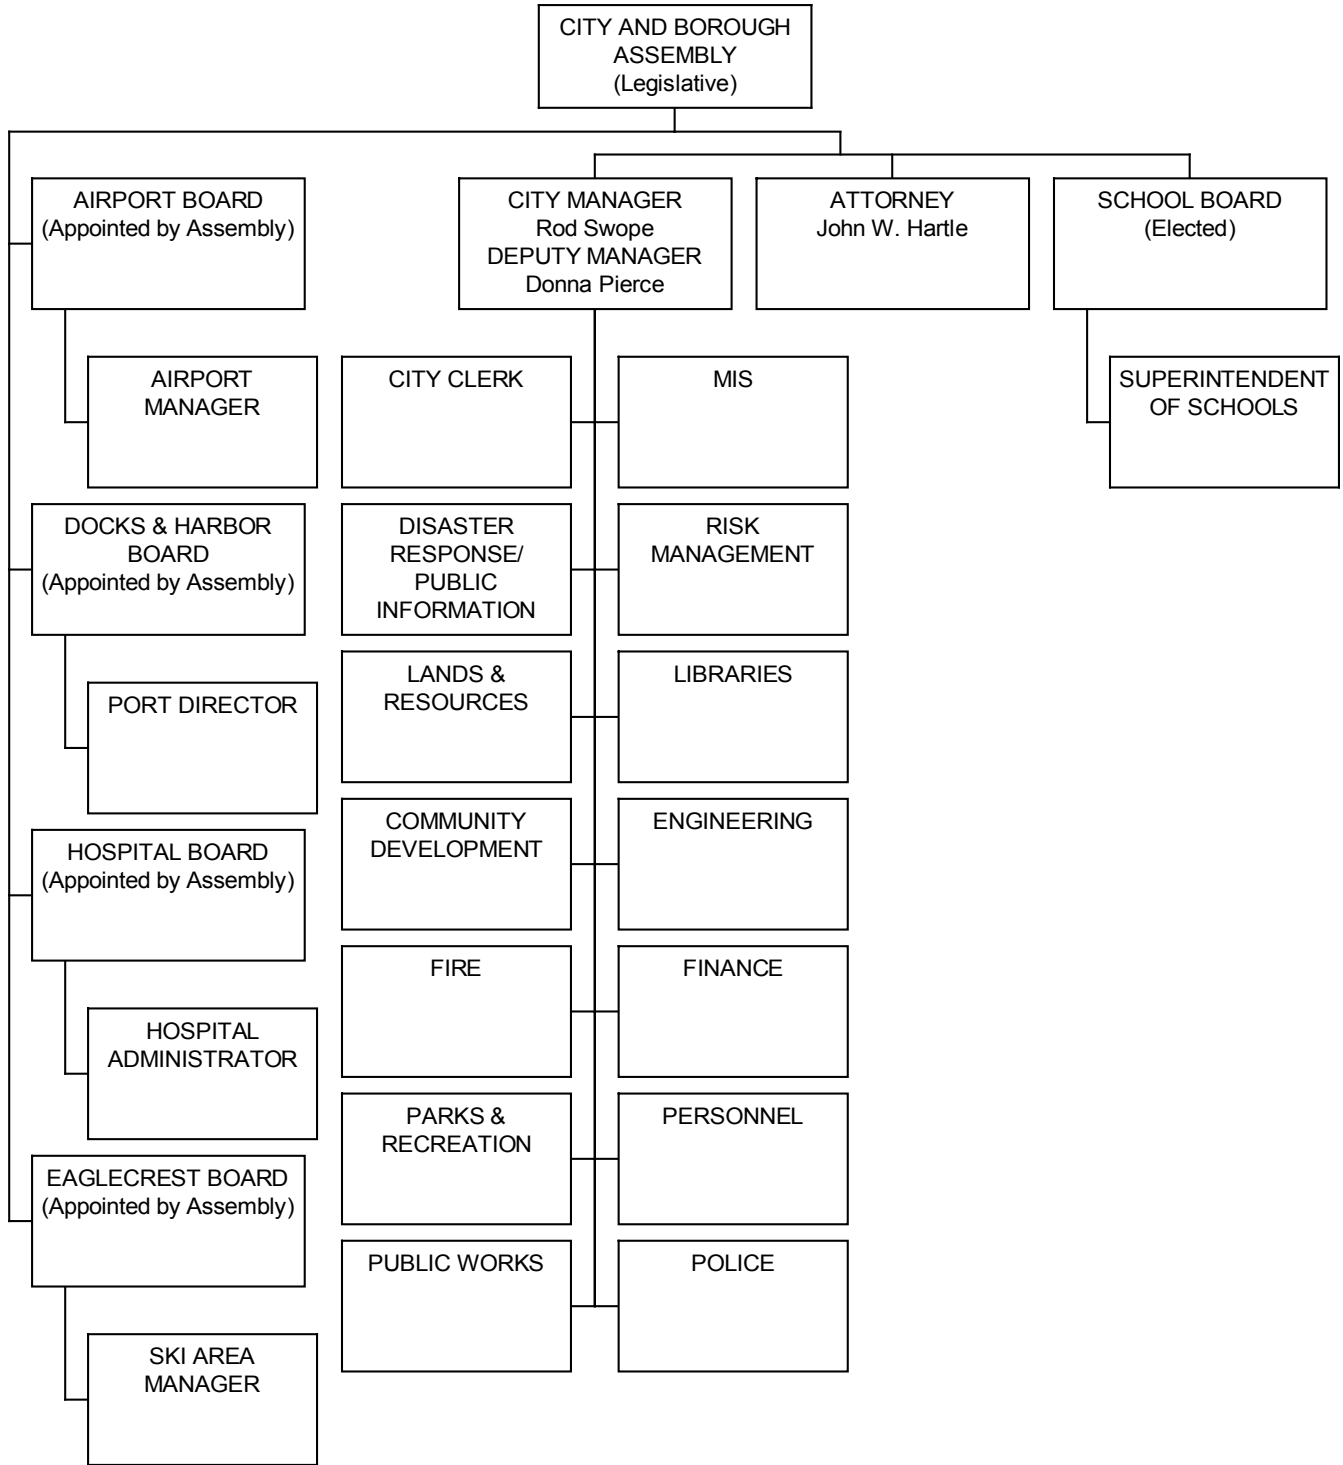 CITY AND BOROUGH
ASSEMBLY
(Legislative)
AIRPORT BOARD
(Appointed by Assembly)
CITY MANAGER
Rod Swope
DEPUTY MANAGER
Donna Pierce
ATTORNEY
John W. Hartle
SCHOOL BOARD
(Elected)
AIRPORT
MANAGER
CITY CLERK
MIS
SUPERINTENDENT
OF SCHOOLS
DOCKS & HARBOR
BOARD
(Appointed by Assembly)
DISASTER
RESPONSE/
PUBLIC
INFORMATION
RISK
MANAGEMENT
PORT DIRECTOR
LANDS &
RESOURCES
LIBRARIES
HOSPITAL BOARD
(Appointed by Assembly)
COMMUNITY
DEVELOPMENT
ENGINEERING
HOSPITAL
ADMINISTRATOR
FIRE
FINANCE
EAGLECREST BOARD
(Appointed by Assembly)
PARKS &
RECREATION
PERSONNEL
PUBLIC WORKS
POLICE
SKI AREA
MANAGER